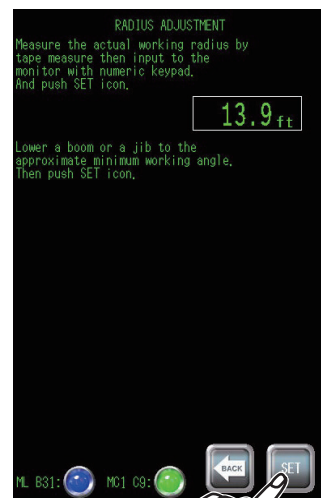 RADIUS ADJUSTMENT
Measure the actual working radius by
tape measure then input to the
monitor with numeric keypad.
And push SET icon.
13.9 ft
Lower a boom or a jib to the
approximate minimum working angle.
Then push SET icon.
BACK
SET
ML B31:
MC1 C9: